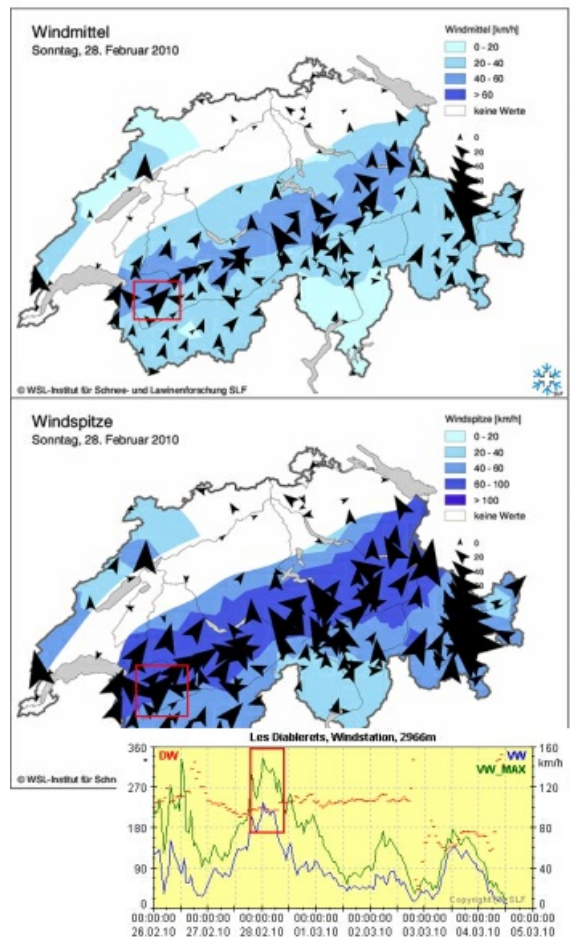 Windmittel
Sonntag, 28. Februar 2010
Windmittel [km/h]
0 - 20
20 - 40
40 - 60
> 60
keine Werte
0
20
40
© WSL-Institut für Schnee- und Lawinenforschung SLF
SLF
Windspitze
Sonntag, 28. Februar 2010
Windspitze [km/h]
0 - 20
20 - 40
40 - 60
60 - 100
> 100
keine Werte
0
20
40
© WSL-Institut für Schn
Les Diablerets, Windstation, 2966m
360 DW VW 160
VW_MAX km/h
270 120
180 80
90 40
Copyright SLF
0 0
00:00:00 00:00:00 00:00:00 00:00:00 00:00:00 00:00:00 00:00:00 00:00:00
26.02.10 27.02.10 28.02.10 01.03.10 02.03.10 03.03.10 04.03.10 05.03.10